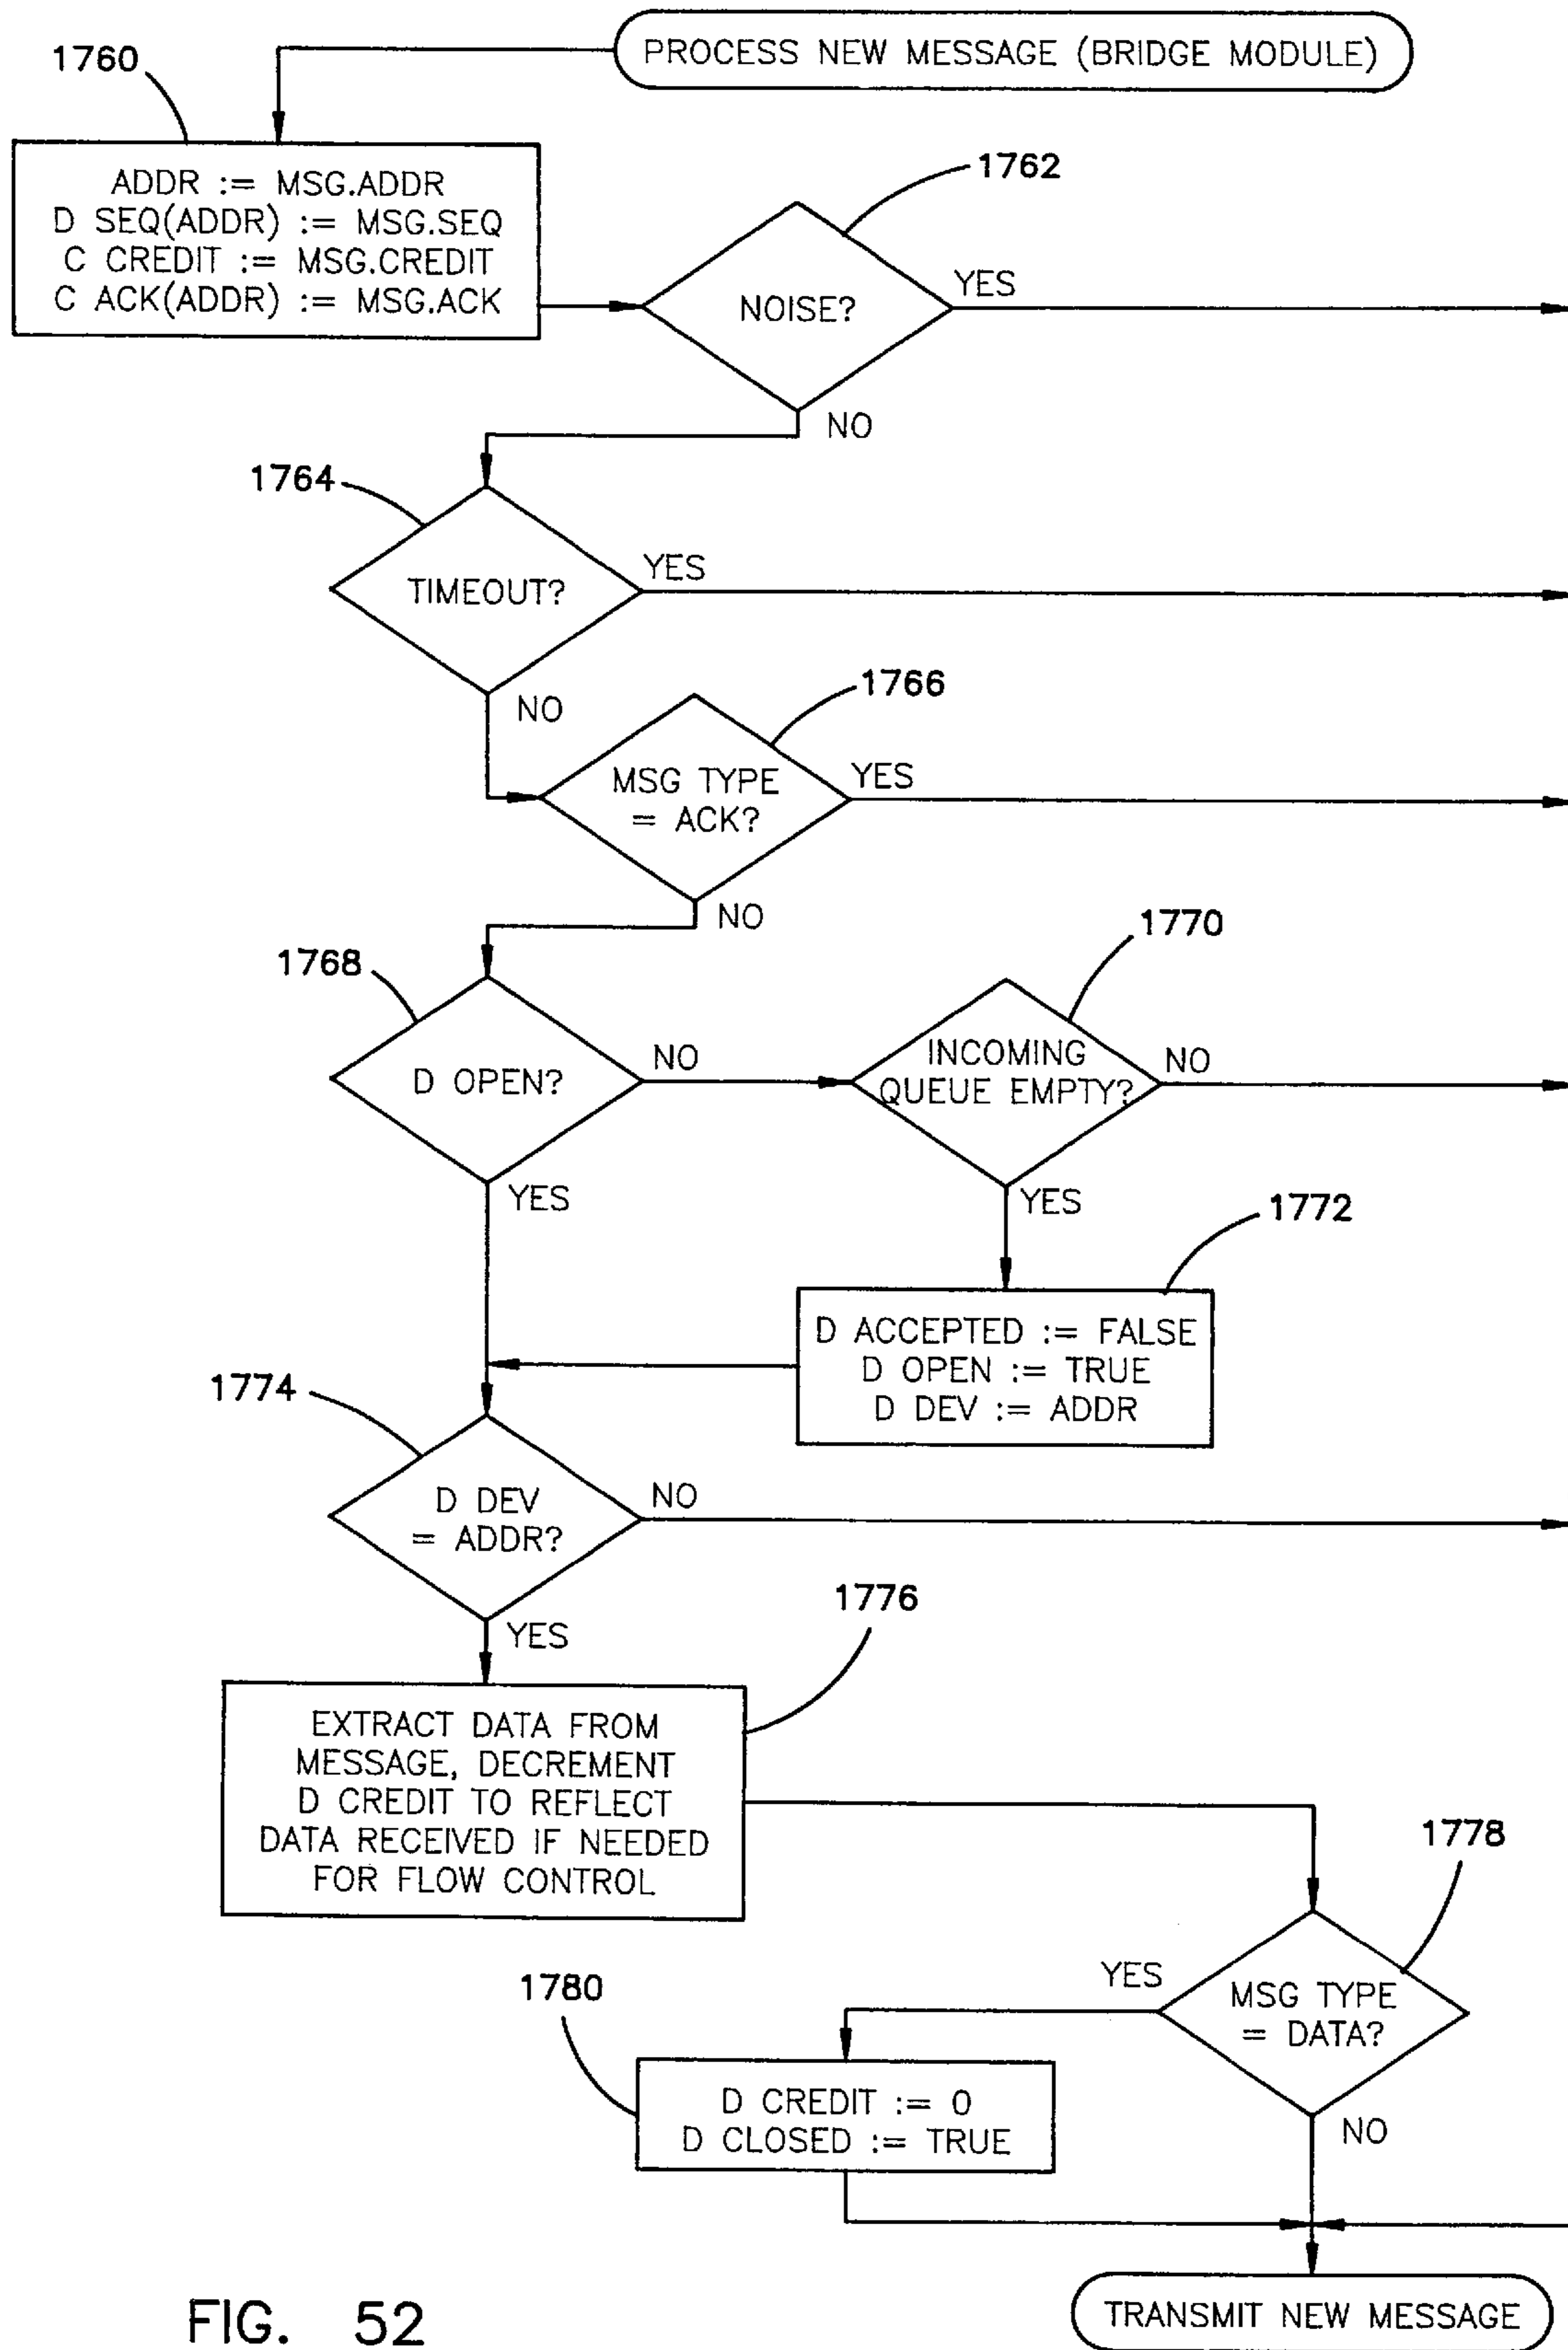 PROCESS NEW MESSAGE (BRIDGE MODULE)
1760
ADDR := MSG.ADDR
D SEQ(ADDR) := MSG.SEQ
C CREDIT := MSG.CREDIT
C ACK(ADDR) := MSG.ACK
1762
NOISE?
YES
NO
1764
TIMEOUT?
YES
NO
1766
MSG TYPE
= ACK?
YES
NO
1768
D OPEN?
NO
YES
1770
INCOMING
QUEUE EMPTY?
NO
YES
1772
D ACCEPTED := FALSE
D OPEN := TRUE
D DEV := ADDR
1774
D DEV
= ADDR?
NO
YES
1776
EXTRACT DATA FROM
MESSAGE, DECREMENT
D CREDIT TO REFLECT
DATA RECEIVED IF NEEDED
FOR FLOW CONTROL
1778
MSG TYPE
= DATA?
YES
NO
1780
D CREDIT := 0
D CLOSED := TRUE
TRANSMIT NEW MESSAGE
FIG. 52